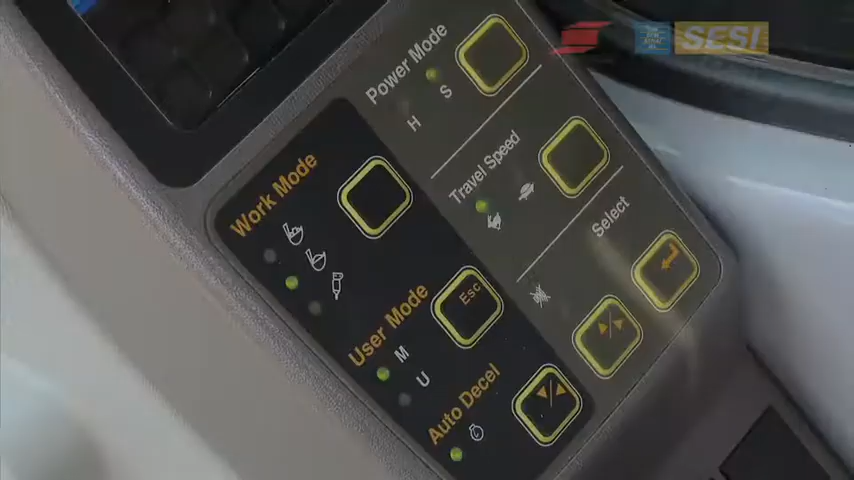 SESI
Power Mode
H S
Travel Speed
Select
Work Mode
User Mode
Esc
M
U
Auto Decel